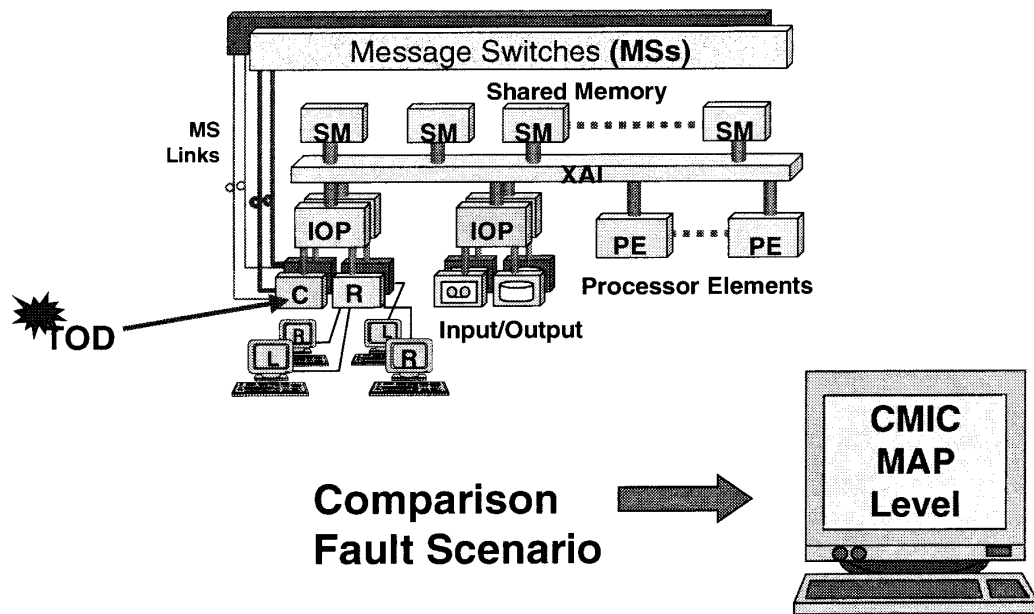 Message Switches (MSs)
Shared Memory
MS
Links
SM
SM
SM
SM
XAI
IOP
IOP
PE
PE
C
R
Processor Elements
TOD
Input/Output
R
L
L
R
Comparison
Fault Scenario
CMIC
MAP
Level